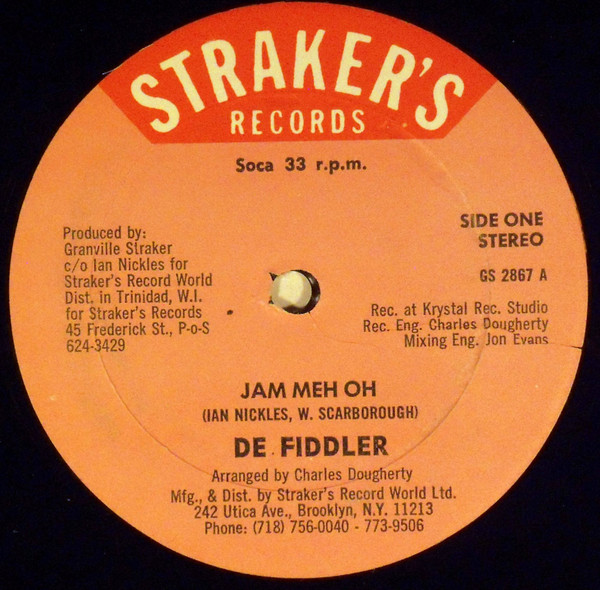 STRAKER'S
RECORDS
Soca 33 r.p.m.
Produced by:
Granville Straker
c/o Ian Nickles for
Straker's Record World
Dist. in Trinidad, W.I.
for Straker's Records
45 Frederick St., P-o-S
624-3429
SIDE ONE
STEREO
GS 2867 A
Rec. at Krystal Rec. Studio
Rec. Eng. Charles Dougherty
Mixing Eng. Jon Evans
JAM MEH OH
(IAN NICKLES, W. SCARBOROUGH)
DE FIDDLER
Arranged by Charles Dougherty
Mfg., & Dist. by Straker's Record World Ltd.
242 Utica Ave., Brooklyn, N.Y. 11213
Phone: (718) 756-0040 - 773-9506